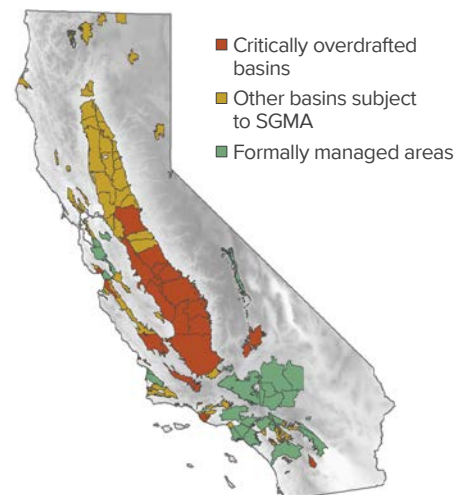 Critically overdrafted
basins
Other basins subject
to SGMA
Formally managed areas